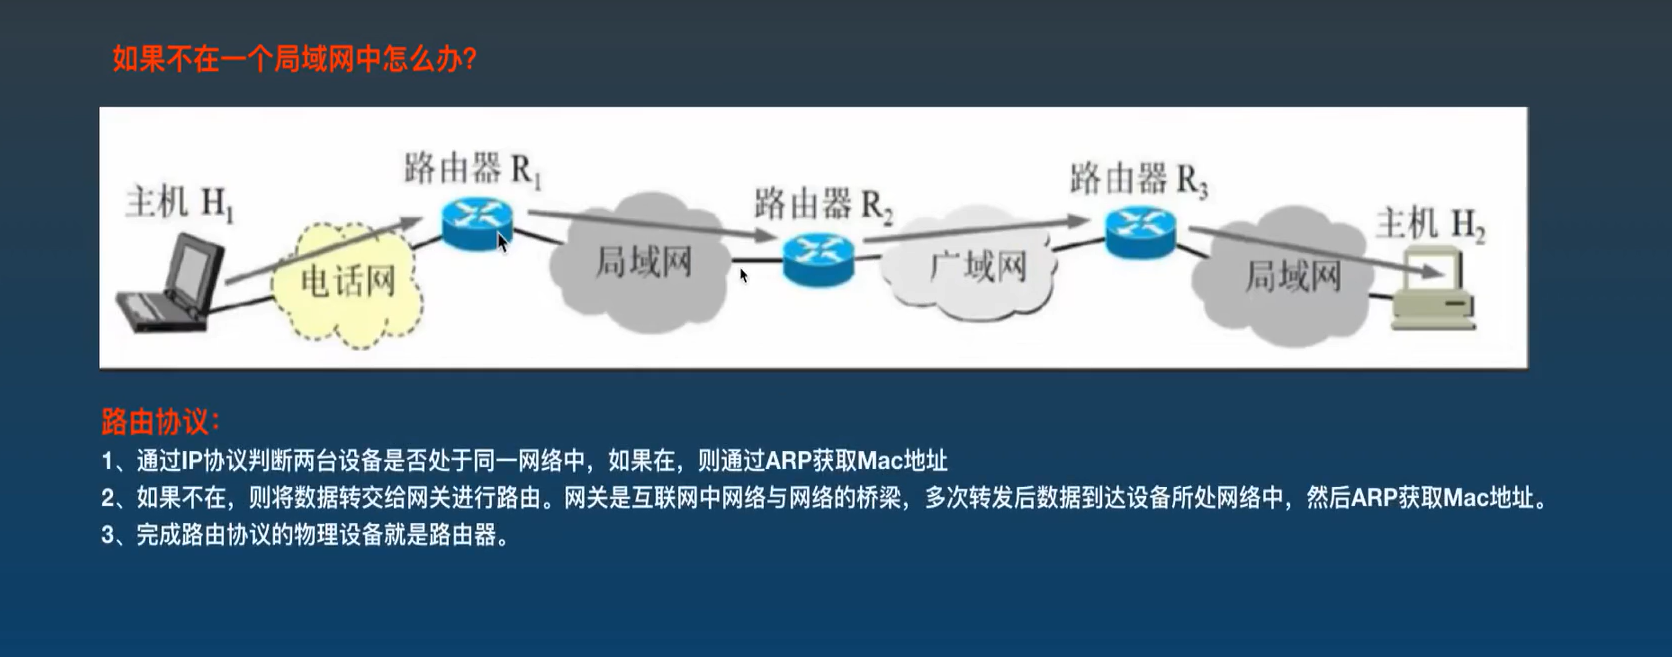 如果不在一个局域网中怎么办?
主机 H1
路由器 R1
路由器 R2
路由器 R3
主机 H2
电话网
局域网
广域网
局域网
路由协议：
1、通过IP协议判断两台设备是否处于同一网络中，如果在，则通过ARP获取Mac地址
2、如果不在，则将数据转交给网关进行路由。网关是互联网中网络与网络的桥梁，多次转发后数据到达设备所处网络中，然后ARP获取Mac地址。
3、完成路由协议的物理设备就是路由器。